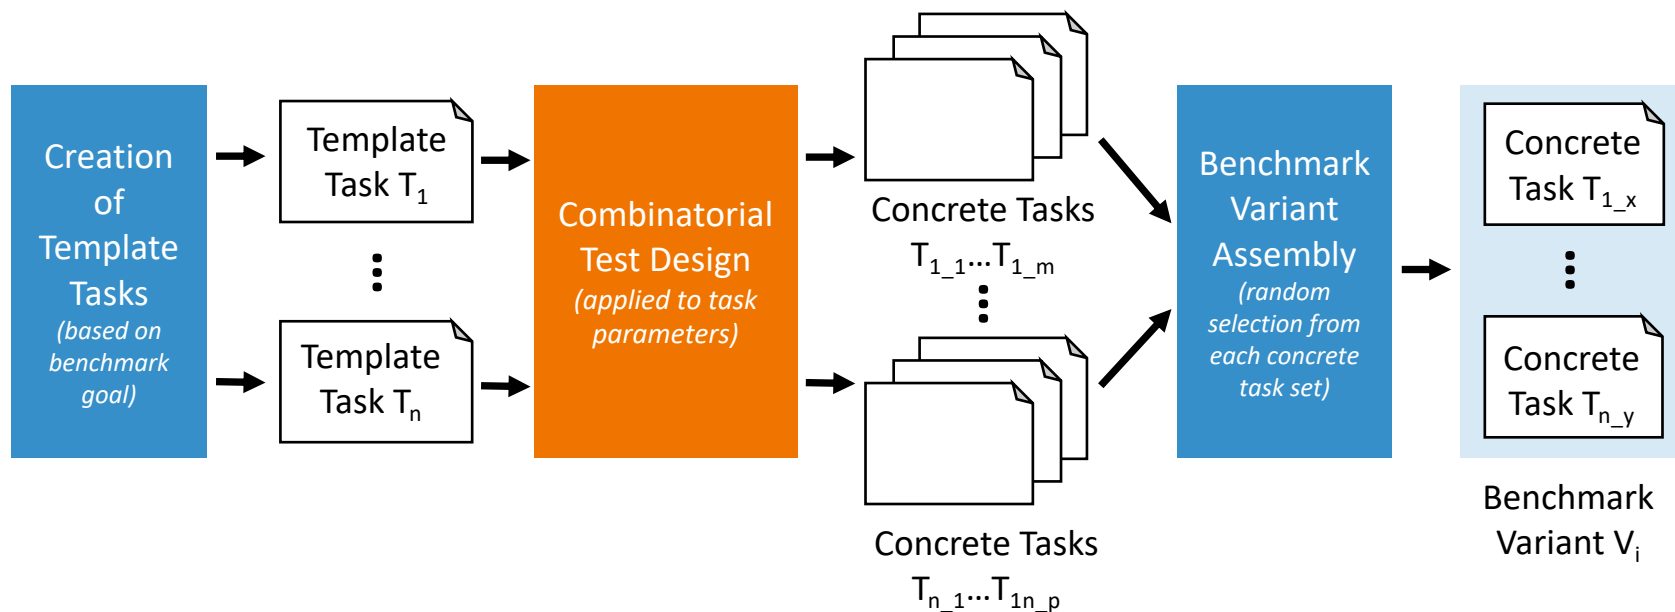 Creation
of
Template
Tasks
(based on
benchmark
goal)
Template
Task T₁
Template
Task Tₙ
Combinatorial
Test Design
(applied to task
parameters)
Concrete Tasks
T₁_₁...T₁_ₘ
Concrete Tasks
Tₙ_₁...T₁ₙ_ₚ
Benchmark
Variant
Assembly
(random
selection from
each concrete
task set)
Concrete
Task T₁_ₓ
Concrete
Task Tₙ_y
Benchmark
Variant Vᵢ